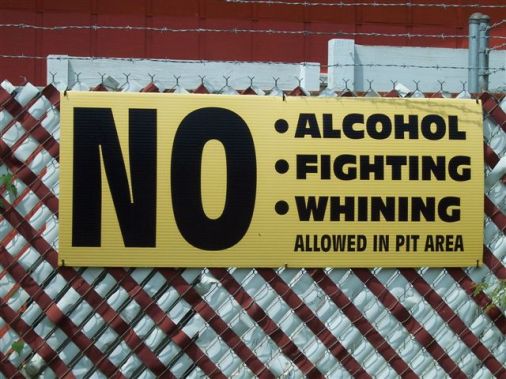 NO
• ALCOHOL
• FIGHTING
• WHINING
ALLOWED IN PIT AREA